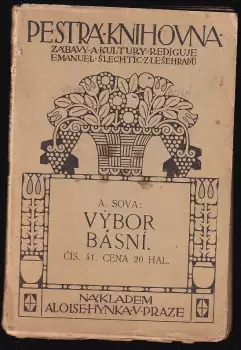 PESTRÁ·KNIHOVNA·
ZÁBAVY·A·KULTURY·REDIGUJE
EMANUEL·ŠLECHTIC·Z·LEŠEHRADU
A. SOVA:
VÝBOR
BÁSNÍ.
ČÍS. 51. CENA 20 HAL.
NÁKLADEM
ALOISE·HYNKA·V·PRAZE